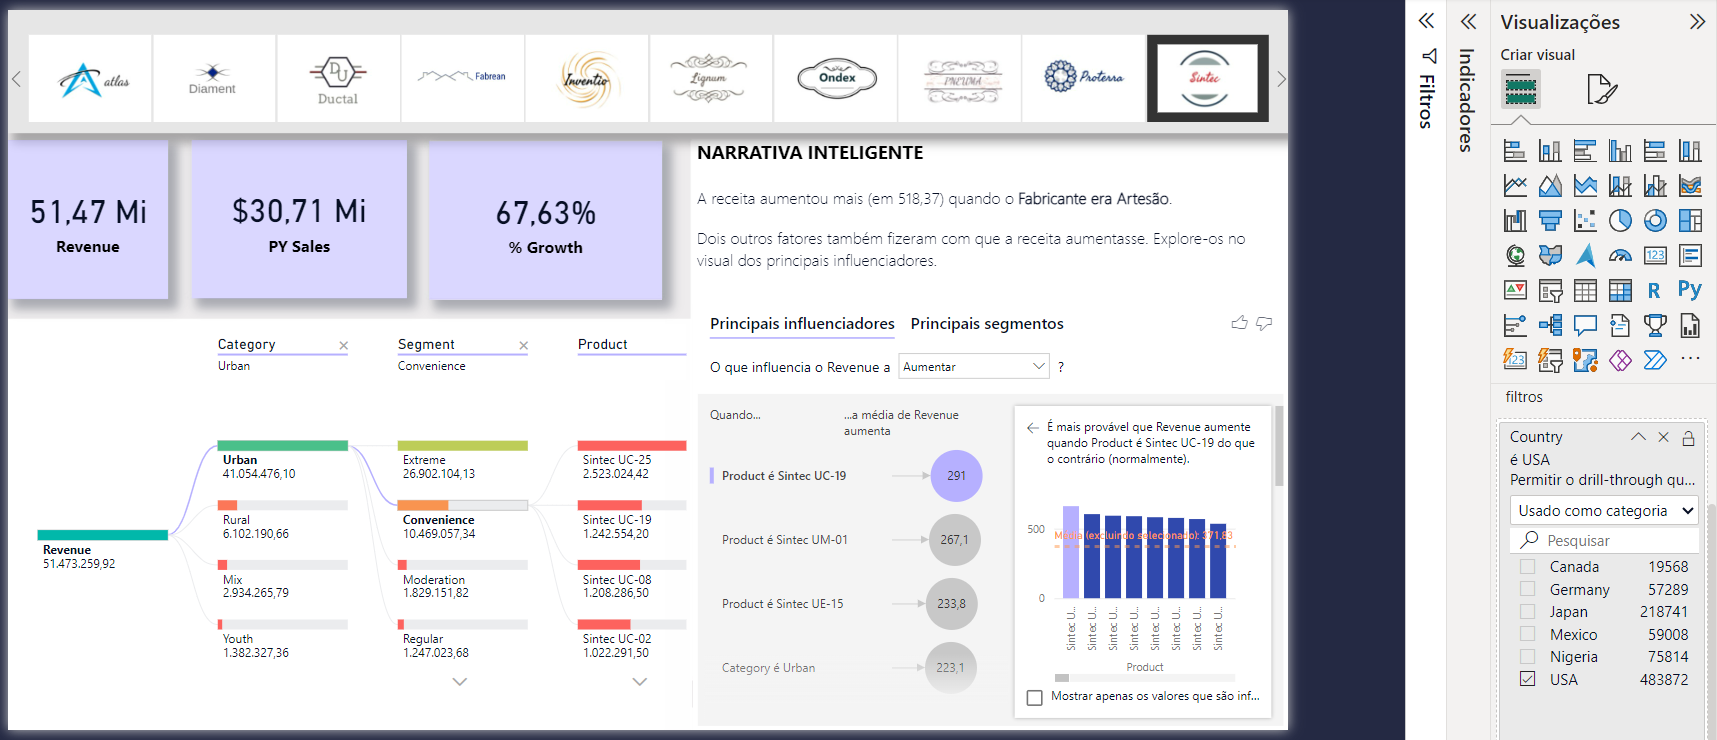 atlas
Diament
DU
Ductal
Fabrean
Inventio
Lignum
Ondex
PNCUMA
Proterra
Sintec
51,47 Mi
Revenue
$30,71 Mi
PY Sales
67,63%
% Growth
NARRATIVA INTELIGENTE
A receita aumentou mais (em 518,37) quando o Fabricante era Artesão.
Dois outros fatores também fizeram com que a receita aumentasse. Explore-os no
visual dos principais influenciadores.
Category
Urban
Segment
Convenience
Product
Revenue
51.473.259,92
Urban
41.054.476,10
Rural
6.102.190,66
Mix
2.934.265,79
Youth
1.382.327,36
Extreme
26.902.104,13
Convenience
10.469.057,34
Moderation
1.829.151,82
Regular
1.247.023,68
Sintec UC-25
2.523.024,42
Sintec UC-19
1.242.554,20
Sintec UC-08
1.208.286,50
Sintec UC-02
1.022.291,50
Principais influenciadores
Principais segmentos
O que influencia o Revenue a Aumentar ?
Quando...
...a média de Revenue
aumenta
Product é Sintec UC-19
291
Product é Sintec UM-01
267,1
Product é Sintec UE-15
233,8
Category é Urban
223,1
É mais provável que Revenue aumente
quando Product é Sintec UC-19 do que
o contrário (normalmente).
500
Média (excluindo selecionado): 371,83
0
Sintec U...
Sintec U...
Sintec U...
Sintec U...
Sintec U...
Sintec U...
Sintec U...
Sintec U...
Product
Mostrar apenas os valores que são inf...
Filtros
Indicadores
Visualizações
Criar visual
123
R
Py
123
filtros
Country
é USA
Permitir o drill-through qu...
Usado como categoria
Pesquisar
Canada 19568
Germany 57289
Japan 218741
Mexico 59008
Nigeria 75814
USA 483872